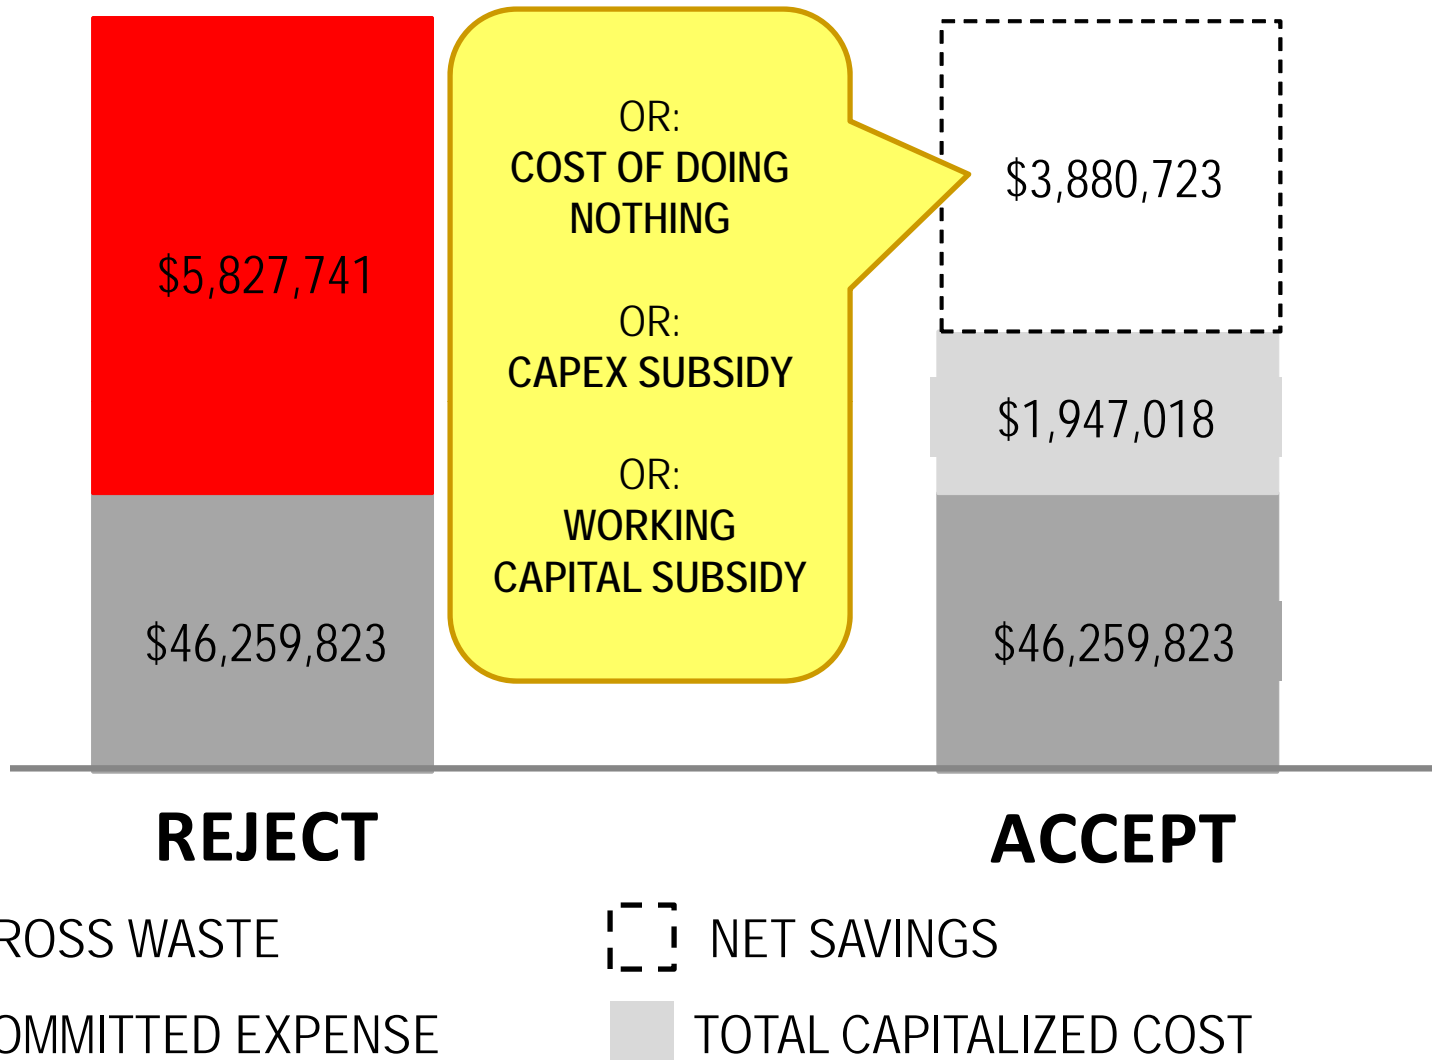 $5,827,741
$46,259,823
OR:
COST OF DOING
NOTHING
OR:
CAPEX SUBSIDY
OR:
WORKING
CAPITAL SUBSIDY
$3,880,723
$1,947,018
$46,259,823
REJECT
ACCEPT
ROSS WASTE
NET SAVINGS
OMMITTED EXPENSE
TOTAL CAPITALIZED COST